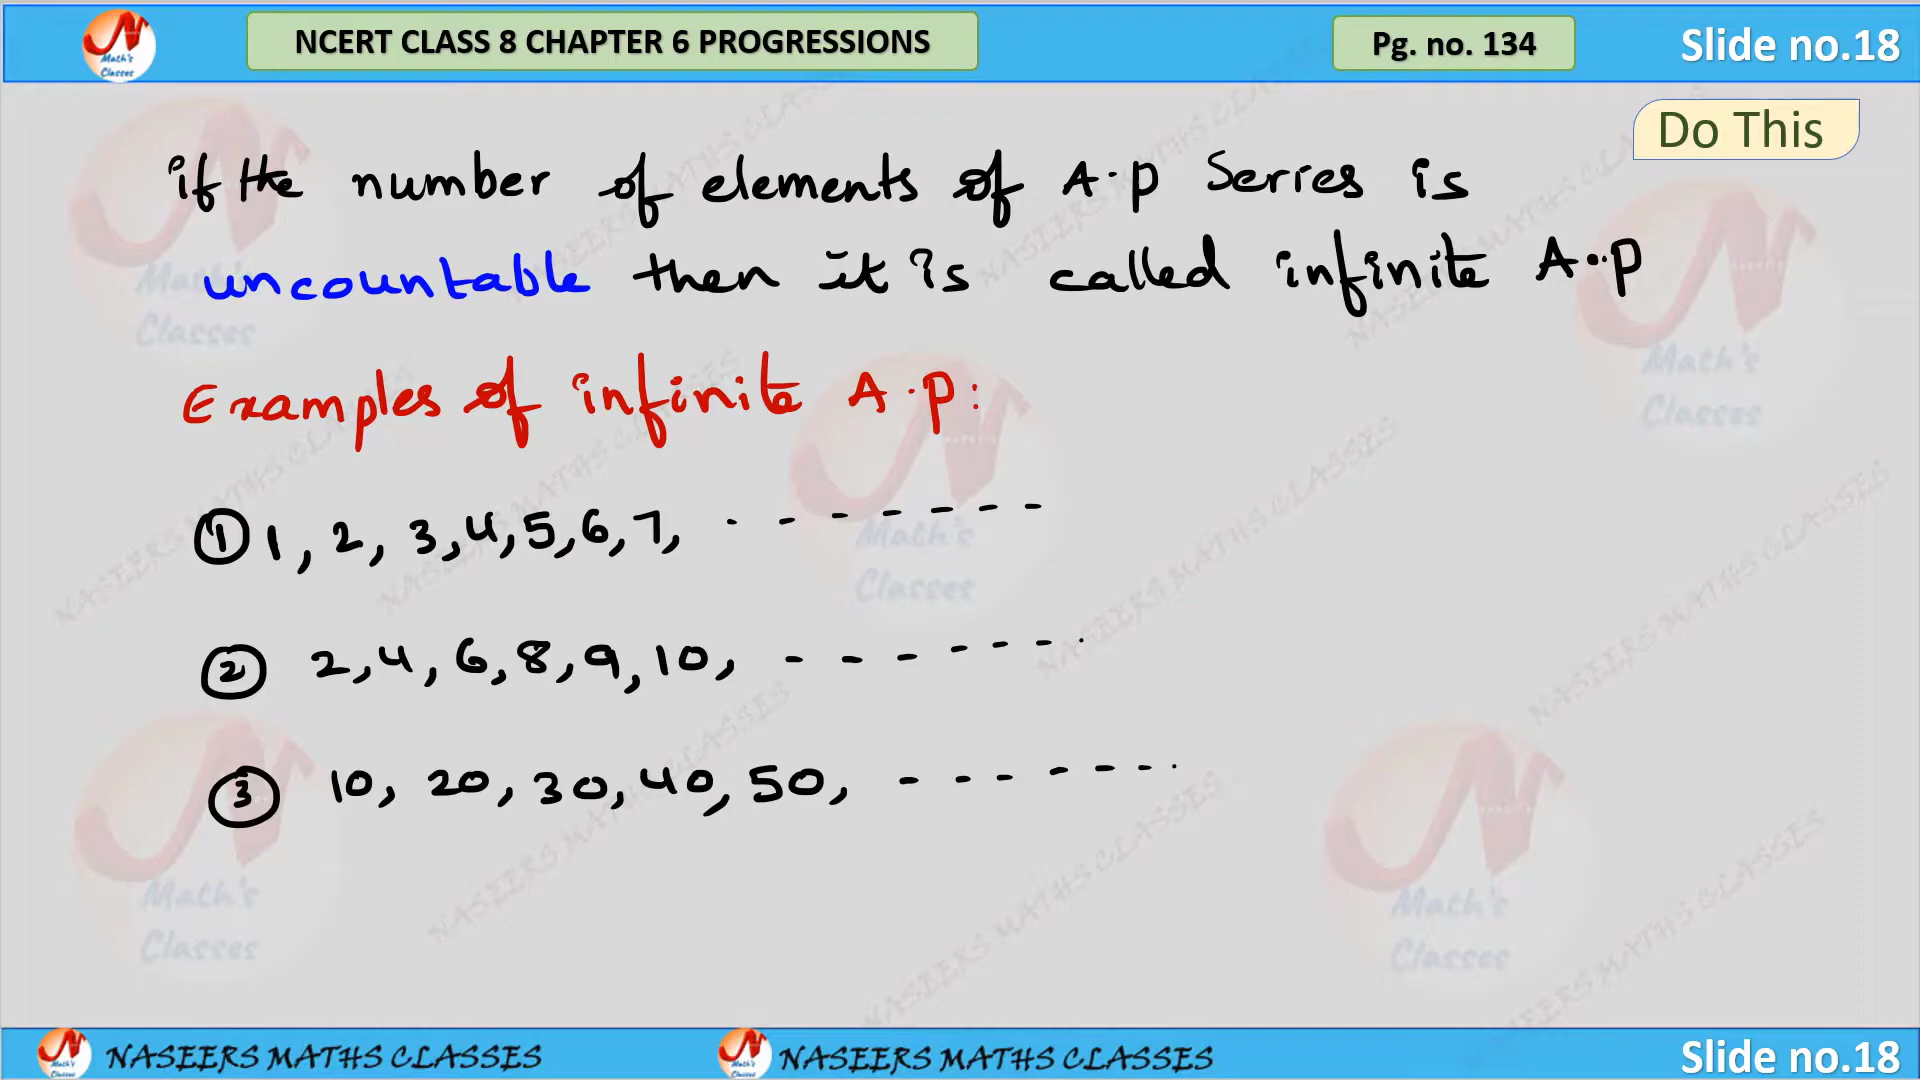 NCERT CLASS 8 CHAPTER 6 PROGRESSIONS
Pg. no. 134
Slide no.18
Math's
Classes
Do This
if the number of elements of A.p Series is
uncountable then it is called infinite A.p
Examples of infinite A.p:
① 1, 2, 3, 4, 5, 6, 7, - - - - - - -
② 2, 4, 6, 8, 9, 10, - - - - - - -
③ 10, 20, 30, 40, 50, - - - - - - -
NASEERS MATHS CLASSES
NASEERS MATHS CLASSES
Slide no.18